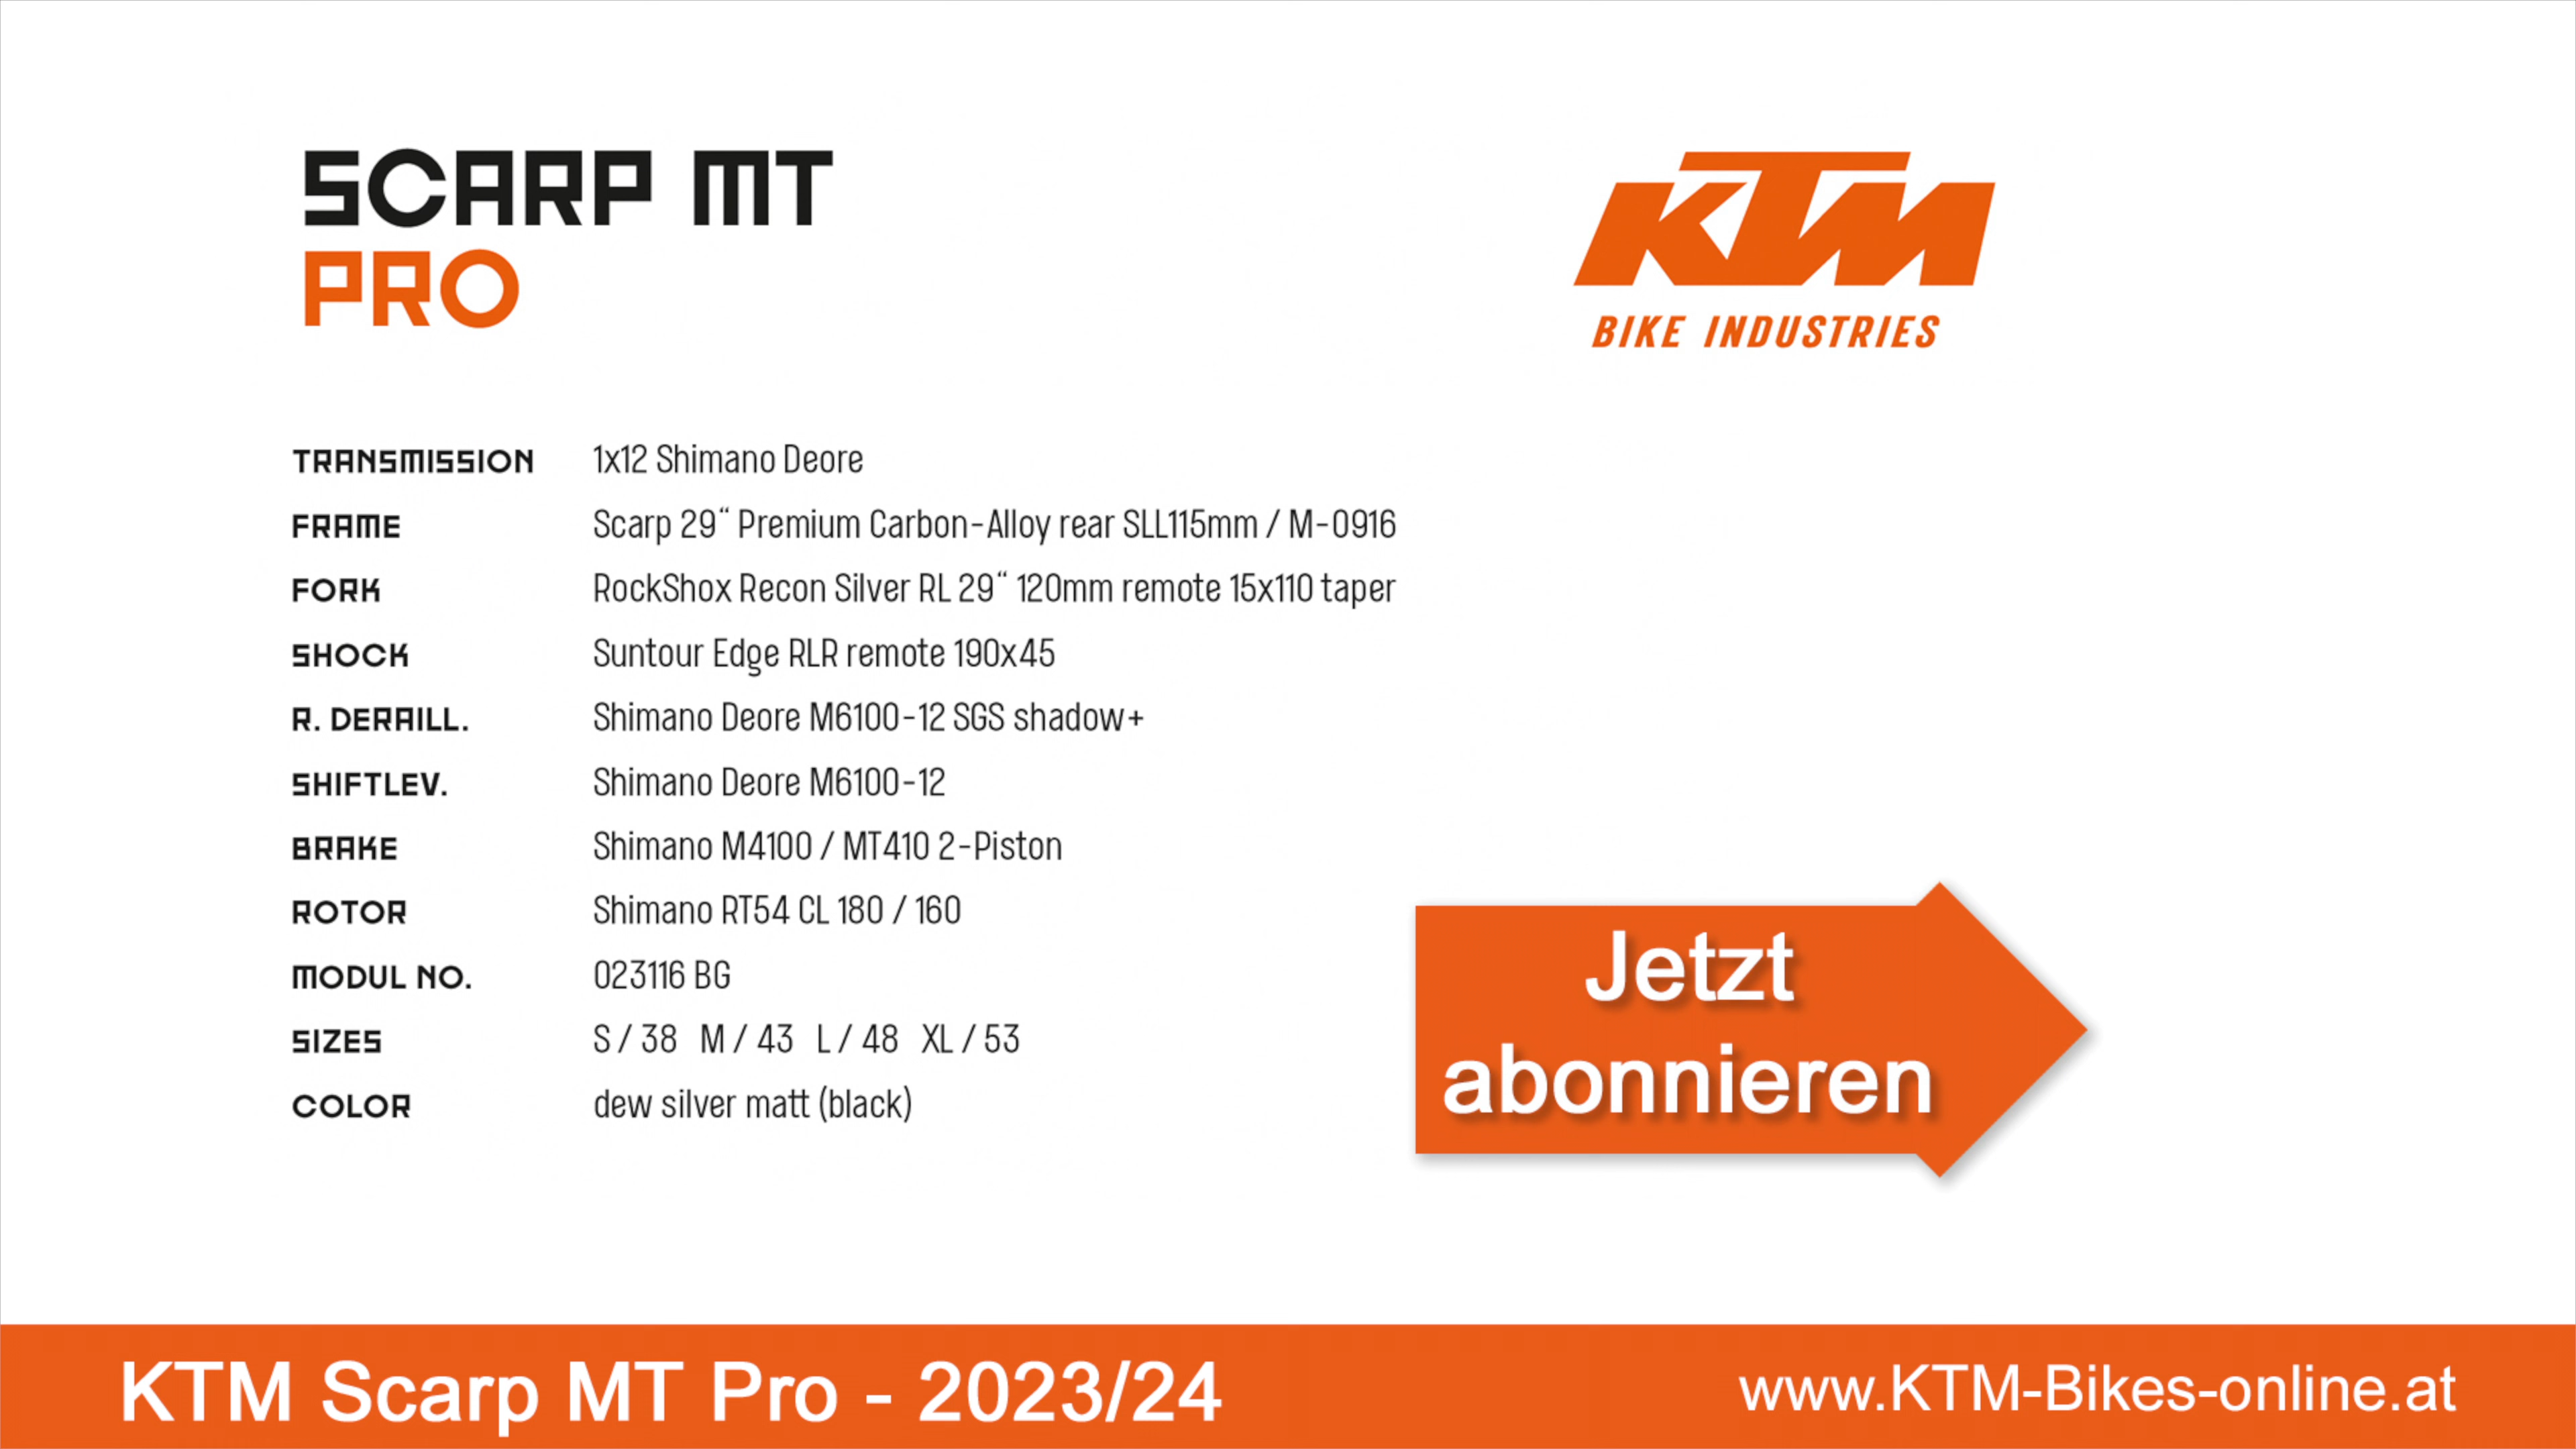 SCARP MT
PRO
KTM
BIKE INDUSTRIES
TRANSMISSION 1x12 Shimano Deore
FRAME Scarp 29“ Premium Carbon-Alloy rear SLL115mm / M-0916
FORK RockShox Recon Silver RL 29“ 120mm remote 15x110 taper
SHOCK Suntour Edge RLR remote 190x45
R. DERAILL. Shimano Deore M6100-12 SGS shadow+
SHIFTLEV. Shimano Deore M6100-12
BRAKE Shimano M4100 / MT410 2-Piston
ROTOR Shimano RT54 CL 180 / 160
MODUL NO. 023116 BG
SIZES S / 38 M / 43 L / 48 XL / 53
COLOR dew silver matt (black)
Jetzt
abonnieren
KTM Scarp MT Pro - 2023/24
www.KTM-Bikes-online.at